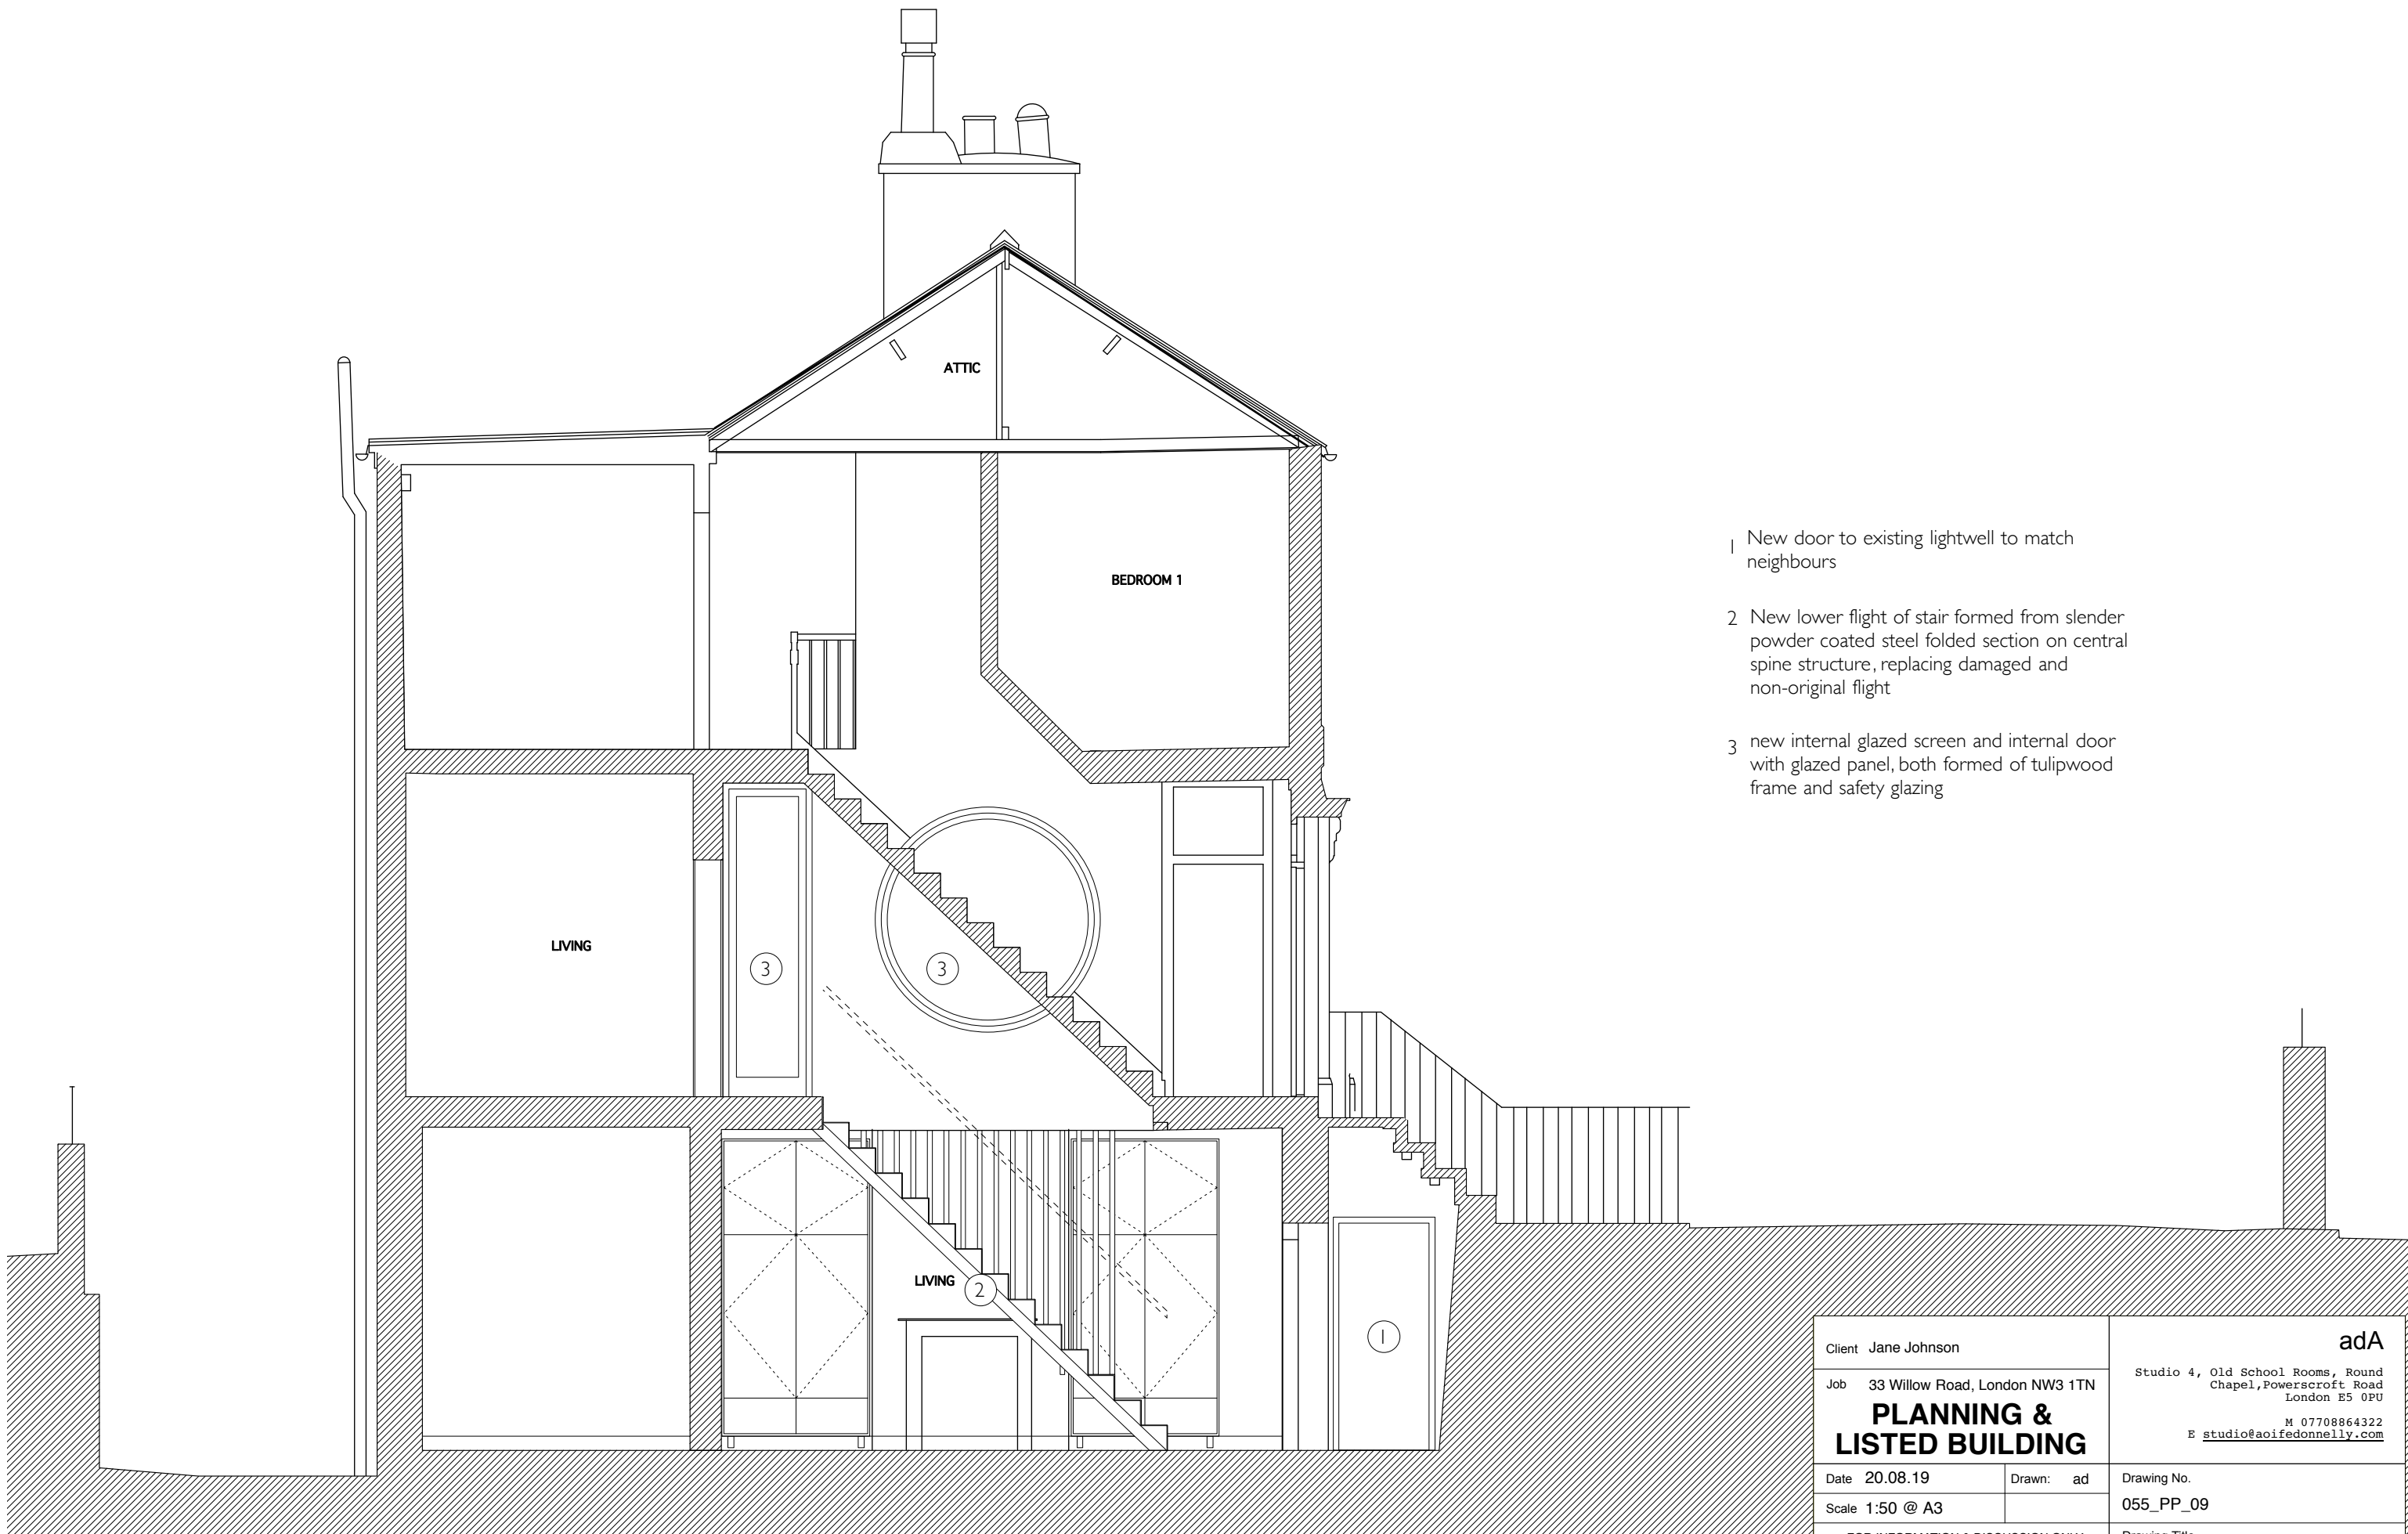 ATTIC
BEDROOM 1
1 New door to existing lightwell to match
neighbours
2 New lower flight of stair formed from slender
powder coated steel folded section on central
spine structure, replacing damaged and
non-original flight
3 new internal glazed screen and internal door
with glazed panel, both formed of tulipwood
frame and safety glazing
LIVING
3
3
LIVING
2
1
Client Jane Johnson
Job 33 Willow Road, London NW3 1TN
PLANNING &
LISTED BUILDING
Date 20.08.19
Drawn: ad
Scale 1:50 @ A3
adA
Studio 4, Old School Rooms, Round
Chapel,Powerscroft Road
London E5 0PU
M 07708864322
E studio@aoifedonnelly.com
Drawing No.
055_PP_09